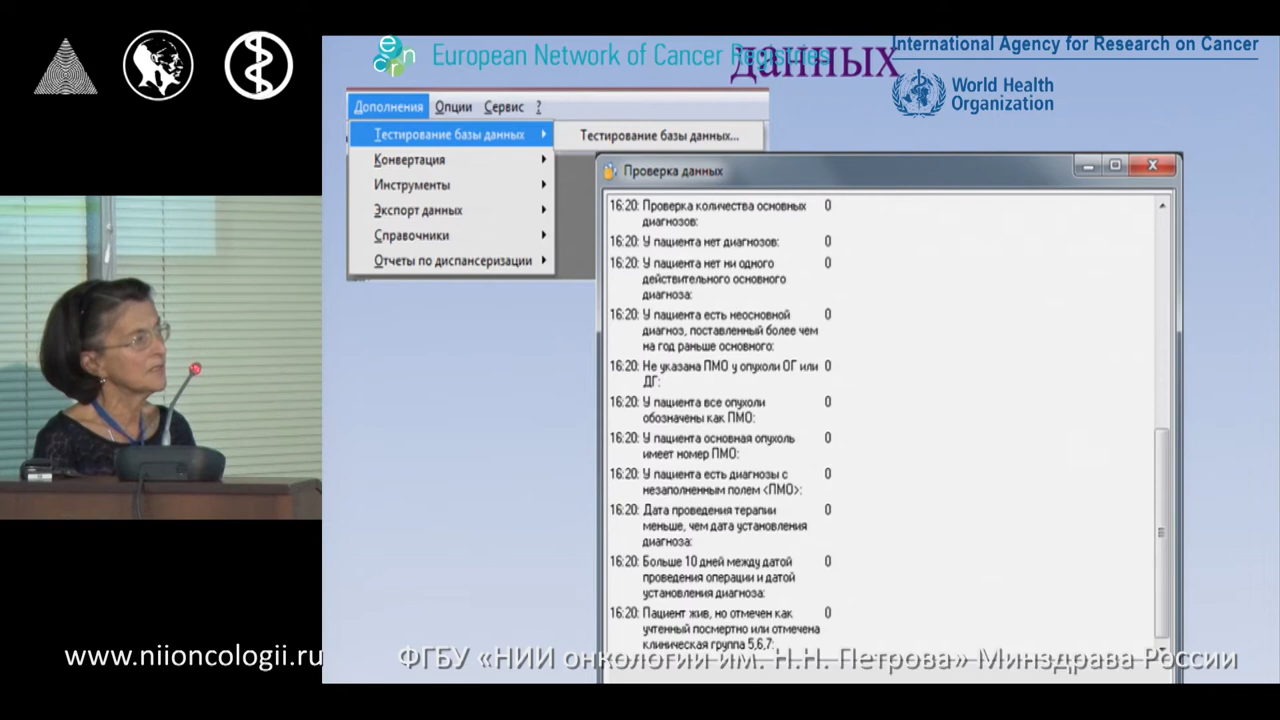 European Network of Cancer Registries
данных
International Agency for Research on Cancer
World Health
Organization
Дополнения Опции Сервис ?
Тестирование базы данных
Тестирование базы данных...
Конвертация
Инструменты
Экспорт данных
Справочники
Отчеты по диспансеризации
Проверка данных
16:20: Проверка количества основных 0
диагнозов:
16:20: У пациента нет диагнозов: 0
16:20: У пациента нет ни одного 0
действительного основного
диагноза:
16:20: У пациента есть неосновной 0
диагноз, поставленный более чем
на год раньше основного:
16:20: Не указана ПМО у опухоли ОГ или 0
ДГ:
16:20: У пациента все опухоли 0
обозначены как ПМО:
16:20: У пациента основная опухоль 0
имеет номер ПМО:
16:20: У пациента есть диагнозы с 0
незаполненным полем <ПМО>:
16:20: Дата проведения терапии 0
меньше, чем дата установления
диагноза:
16:20: Больше 10 дней между датой 0
проведения операции и датой
установления диагноза:
16:20: Пациент жив, но отмечен как 0
учтенный посмертно или отмечена
клиническая группа 5,6,7:
www.niioncologii.ru
ФГБУ «НИИ онкологии им. Н.Н. Петрова» Минздрава России